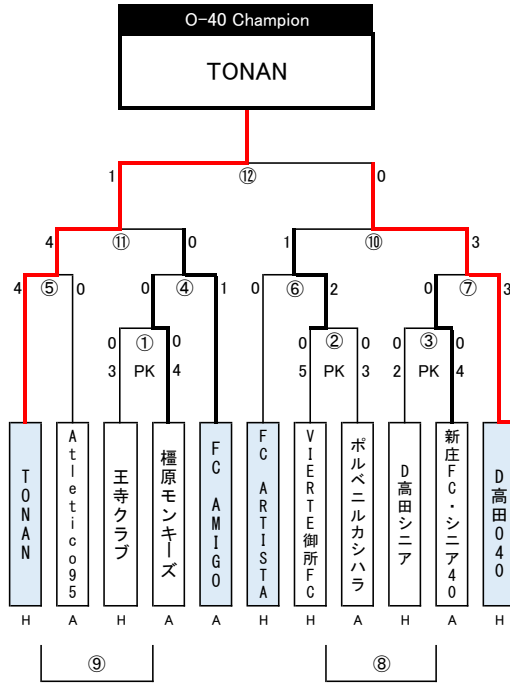 O-40 Champion
TONAN
1 ⑫ 0
4 ⑪ 0 1 ⑩ 3
4 ⑤ 0 0 ④ 1 0 ⑥ 2 0 ⑦ 3
0 ① 0 0 ② 0 0 ③ 0
3 PK 4 5 PK 3 2 PK 4
TONAN
Atletico95
王寺クラブ
橿原モンキーズ
FC AMIGO
FC ARTISTA
VIERTE御所FC
ポルベニルカシハラ
D高田シニア
新庄FC・シニア40
D高田O40
H A H A A H H A H A H
⑨ ⑧